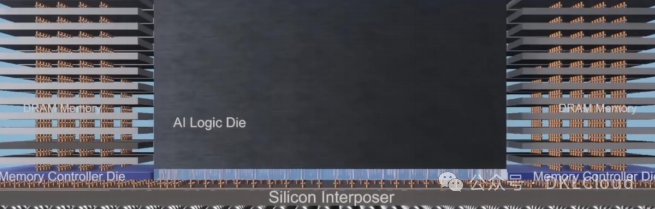 DRAM Memory
DRAM Memory
AI Logic Die
Memory Controller Die
Memory Controller Die
公众号 DKLCloud
Silicon Interposer